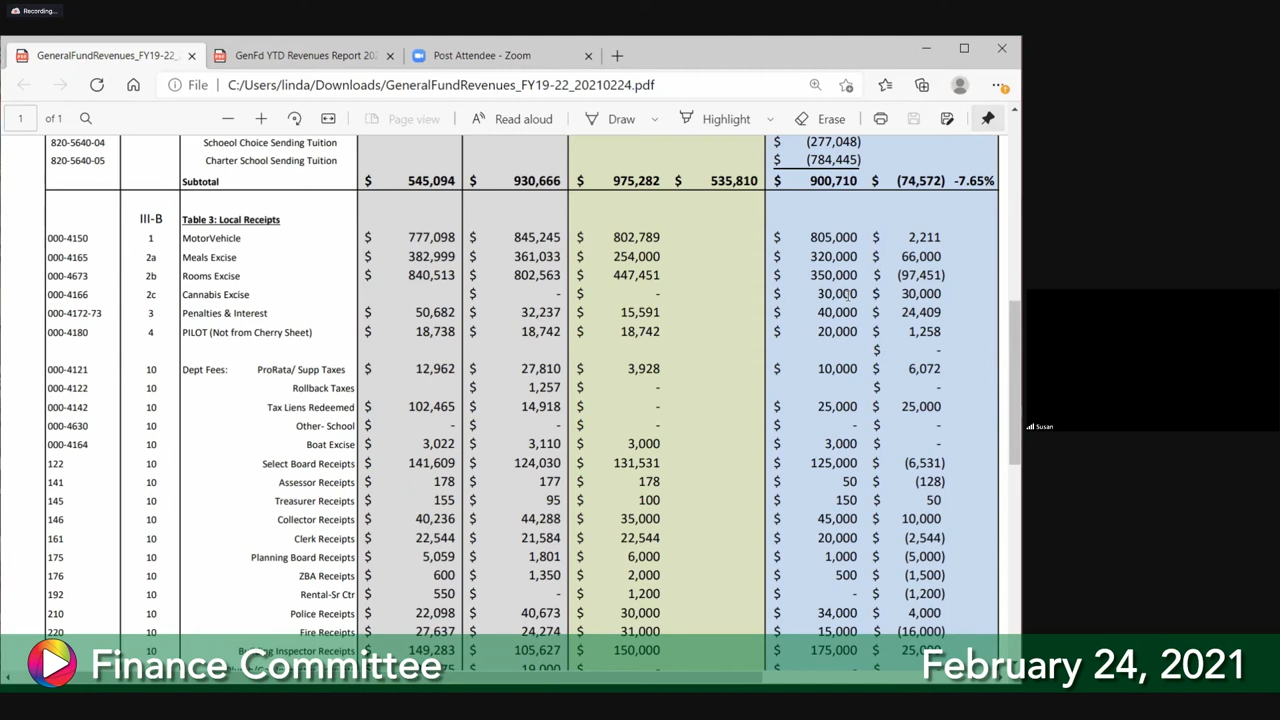 Recording...
GeneralFundRevenues_FY19-22_
GenFd YTD Revenues Report 202
Post Attendee - Zoom
File C:/Users/linda/Downloads/GeneralFundRevenues_FY19-22_20210224.pdf
1 of 1 Page view Read aloud Draw Highlight Erase
820-5640-04 Schoeol Choice Sending Tuition $ (277,048)
820-5640-05 Charter School Sending Tuition $ (784,445)
Subtotal $ 545,094 $ 930,666 $ 975,282 $ 535,810 $ 900,710 $ (74,572) -7.65%
III-B Table 3: Local Receipts
000-4150 1 MotorVehicle $ 777,098 $ 845,245 $ 802,789 $ 805,000 $ 2,211
000-4165 2a Meals Excise $ 382,999 $ 361,033 $ 254,000 $ 320,000 $ 66,000
000-4673 2b Rooms Excise $ 840,513 $ 802,563 $ 447,451 $ 350,000 $ (97,451)
000-4166 2c Cannabis Excise $ - $ - $ 30,000 $ 30,000
000-4172-73 3 Penalties & Interest $ 50,682 $ 32,237 $ 15,591 $ 40,000 $ 24,409
000-4180 4 PILOT (Not from Cherry Sheet) $ 18,738 $ 18,742 $ 18,742 $ 20,000 $ 1,258
$ -
000-4121 10 Dept Fees: ProRata/ Supp Taxes $ 12,962 $ 27,810 $ 3,928 $ 10,000 $ 6,072
000-4122 10 Rollback Taxes $ 1,257 $ - $ -
000-4142 10 Tax Liens Redeemed $ 102,465 $ 14,918 $ - $ 25,000 $ 25,000
000-4630 10 Other- School $ - $ - $ - $ - $ -
000-4164 10 Boat Excise $ 3,022 $ 3,110 $ 3,000 $ 3,000 $ -
122 10 Select Board Receipts $ 141,609 $ 124,030 $ 131,531 $ 125,000 $ (6,531)
141 10 Assessor Receipts $ 178 $ 177 $ 178 $ 50 $ (128)
145 10 Treasurer Receipts $ 155 $ 95 $ 100 $ 150 $ 50
146 10 Collector Receipts $ 40,236 $ 44,288 $ 35,000 $ 45,000 $ 10,000
161 10 Clerk Receipts $ 22,544 $ 21,584 $ 22,544 $ 20,000 $ (2,544)
175 10 Planning Board Receipts $ 5,059 $ 1,801 $ 6,000 $ 1,000 $ (5,000)
176 10 ZBA Receipts $ 600 $ 1,350 $ 2,000 $ 500 $ (1,500)
192 10 Rental-Sr Ctr $ 550 $ - $ 1,200 $ - $ (1,200)
210 10 Police Receipts $ 22,098 $ 40,673 $ 30,000 $ 34,000 $ 4,000
220 10 Fire Receipts $ 27,637 $ 24,274 $ 31,000 $ 15,000 $ (16,000)
10 Inspector Receipts $ 149,283 $ 105,627 $ 150,000 $ 175,000 $
19,000
Susan
Finance Committee
February 24, 2021